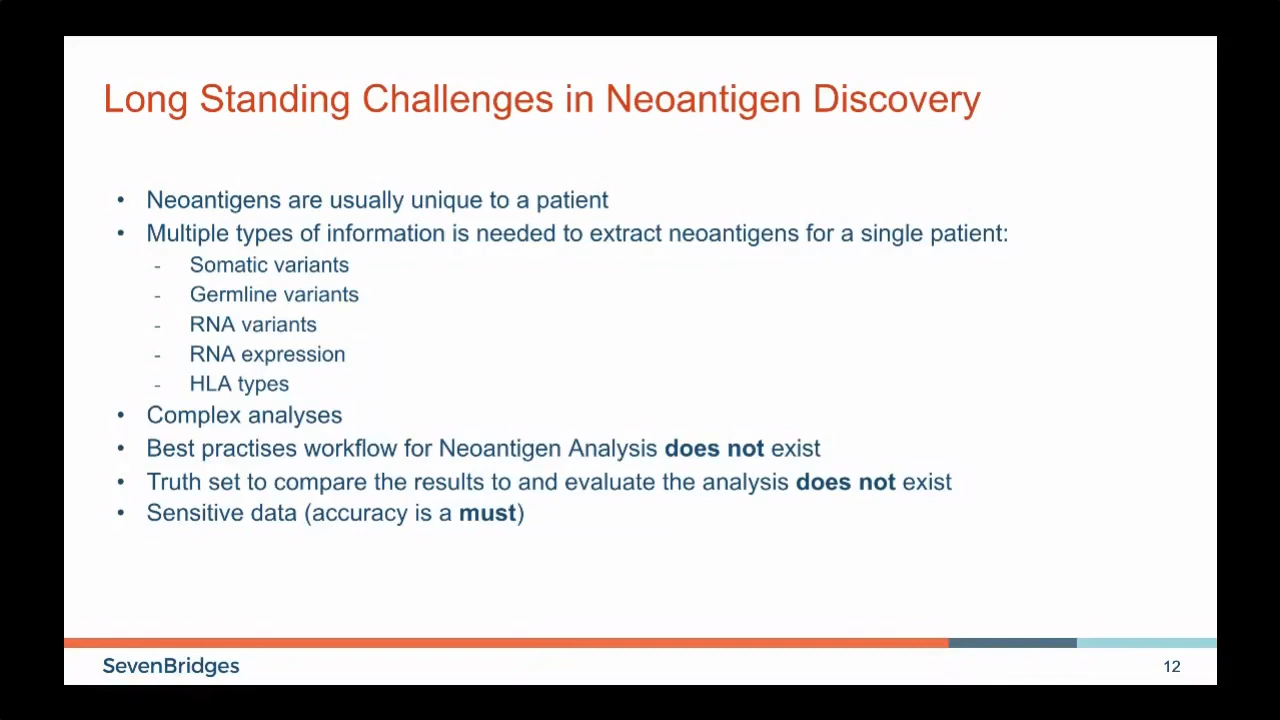 Long Standing Challenges in Neoantigen Discovery
• Neoantigens are usually unique to a patient
• Multiple types of information is needed to extract neoantigens for a single patient:
- Somatic variants
- Germline variants
- RNA variants
- RNA expression
- HLA types
• Complex analyses
• Best practises workflow for Neoantigen Analysis does not exist
• Truth set to compare the results to and evaluate the analysis does not exist
• Sensitive data (accuracy is a must)
SevenBridges
12